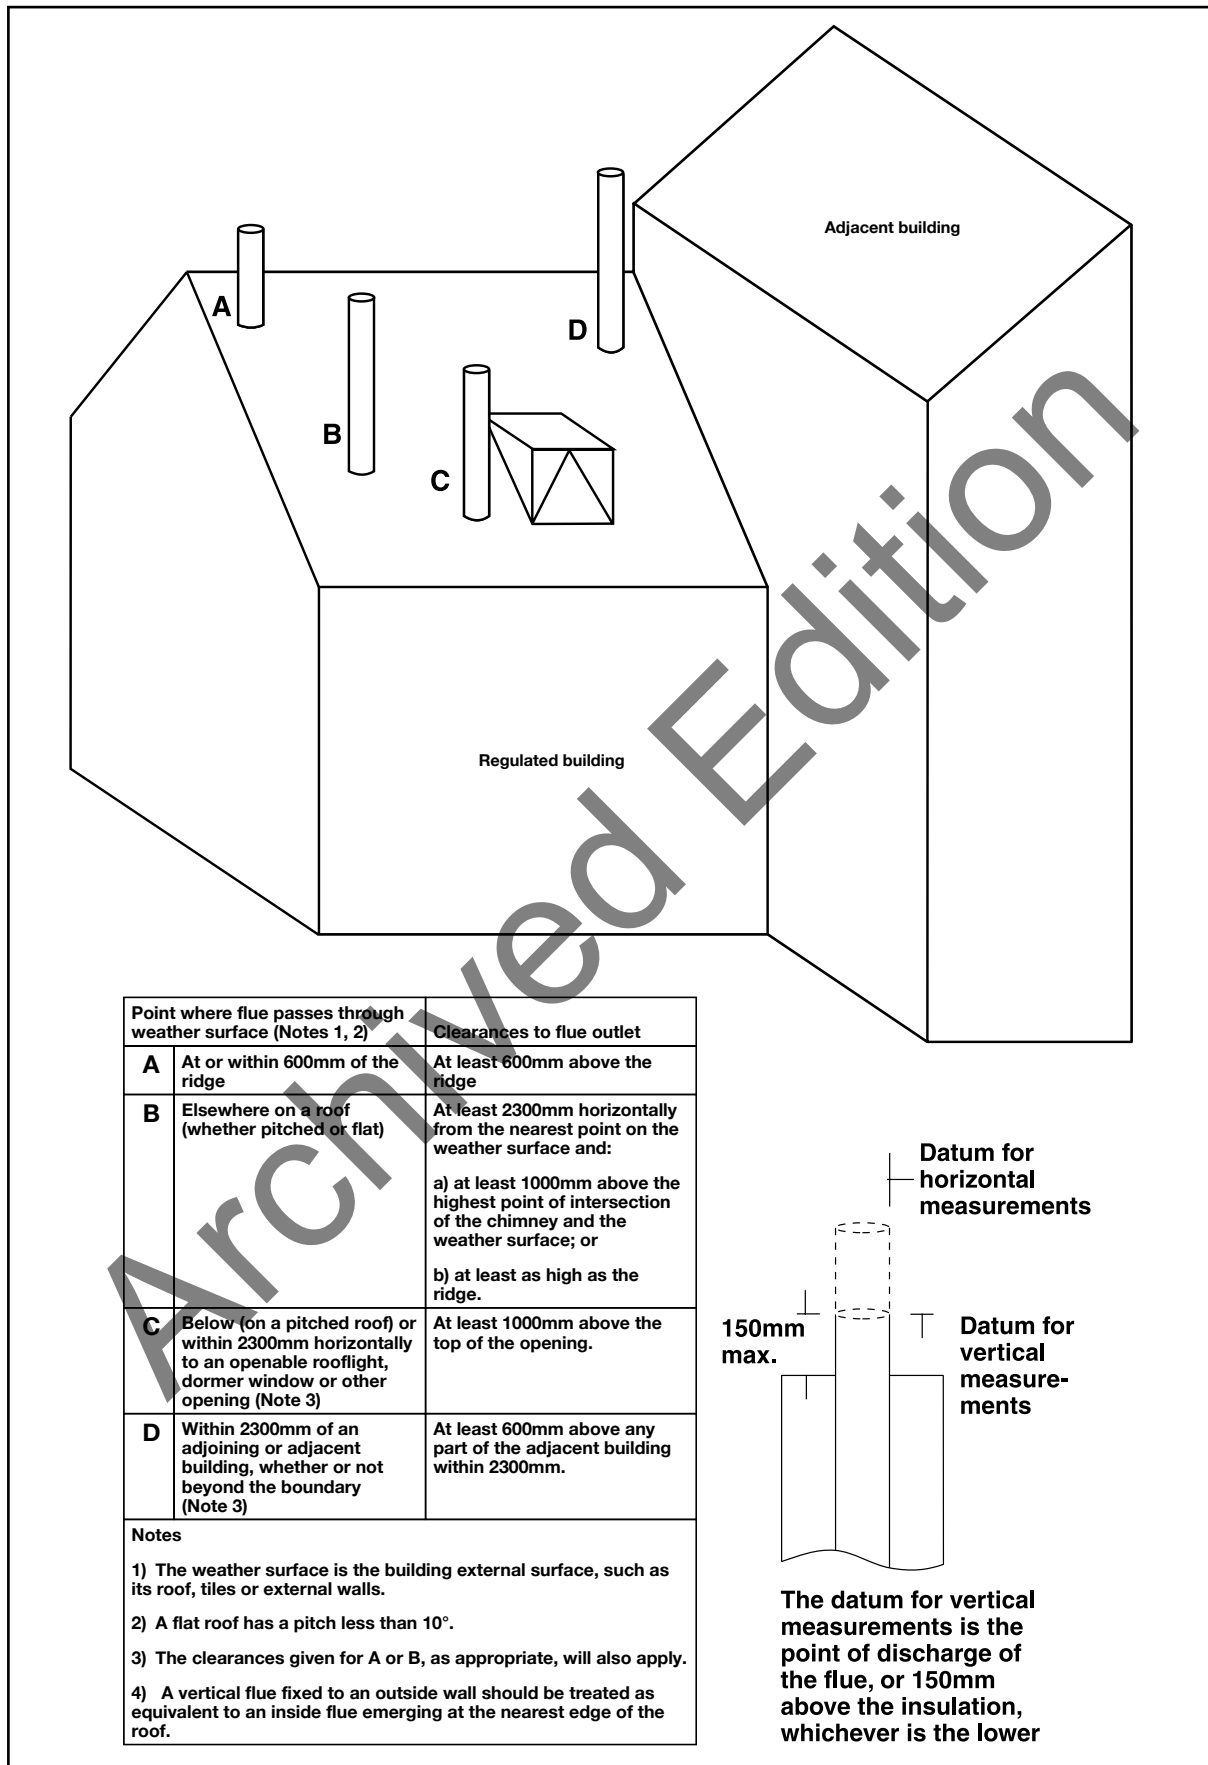 Adjacent building
A
D
B
C
Regulated building
Point where flue passes through
weather surface (Notes 1, 2)
Clearances to flue outlet
A
At or within 600mm of the
ridge
At least 600mm above the
ridge
B
Elsewhere on a roof
(whether pitched or flat)
At least 2300mm horizontally
from the nearest point on the
weather surface and:
a) at least 1000mm above the
highest point of intersection
of the chimney and the
weather surface; or
b) at least as high as the
ridge.
C
Below (on a pitched roof) or
within 2300mm horizontally
to an openable rooflight,
dormer window or other
opening (Note 3)
At least 1000mm above the
top of the opening.
D
Within 2300mm of an
adjoining or adjacent
building, whether or not
beyond the boundary
(Note 3)
At least 600mm above any
part of the adjacent building
within 2300mm.
Notes
1) The weather surface is the building external surface, such as
its roof, tiles or external walls.
2) A flat roof has a pitch less than 10°.
3) The clearances given for A or B, as appropriate, will also apply.
4) A vertical flue fixed to an outside wall should be treated as
equivalent to an inside flue emerging at the nearest edge of the
roof.
Datum for
horizontal
measurements
150mm
max.
Datum for
vertical
measure-
ments
The datum for vertical
measurements is the
point of discharge of
the flue, or 150mm
above the insulation,
whichever is the lower
Archived Edition